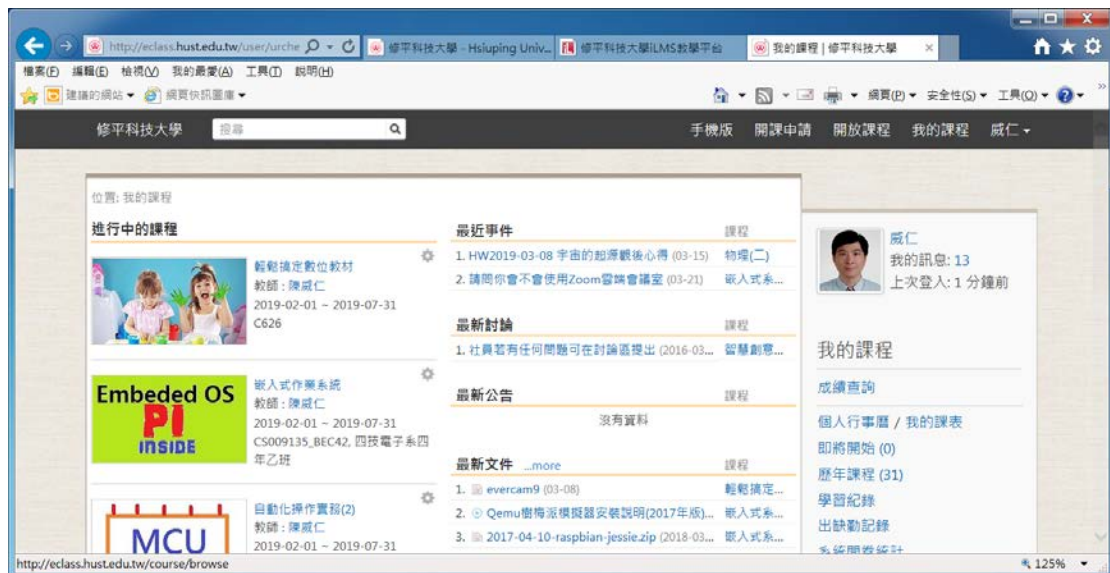 http://eclass.hust.edu.tw/user/urche
修平科技大學 - Hsiuping Univ...
修平科技大學iLMS教學平台
我的課程 | 修平科技大學
檔案(F) 編輯(E) 檢視(V) 我的最愛(A) 工具(T) 說明(H)
建議的網站 網頁快訊圖庫
網頁(P) 安全性(S) 工具(O)
修平科技大學 搜尋 手機版 開課申請 開放課程 我的課程 威仁
位置: 我的課程
進行中的課程
輕鬆搞定數位教材
教師 : 陳威仁
2019-02-01 ~ 2019-07-31
C626
Embeded OS
PI
INSIDE
嵌入式作業系統
教師 : 陳威仁
2019-02-01 ~ 2019-07-31
CS009135_BEC42, 四技電子系四
年乙班
MCU
自動化操作實務(2)
教師 : 陳威仁
2019-02-01 ~ 2019-07-31
最近事件 課程
1. HW2019-03-08 宇宙的起源觀後心得 (03-15) 物理(二)
2. 請問你會不會使用Zoom雲端會議室 (03-21) 嵌入式系...
最新討論 課程
1. 社員若有任何問題可在討論區提出 (2016-03... 智慧創意...
最新公告 課程
沒有資料
最新文件 ...more 課程
1. evercam9 (03-08) 輕鬆搞定...
2. Qemu樹梅派模擬器安裝說明(2017年版)... 嵌入式系...
3. 2017-04-10-raspbian-jessie.zip (2018-03... 嵌入式系...
威仁
我的訊息: 13
上次登入: 1 分鐘前
我的課程
成績查詢
個人行事曆 / 我的課表
即將開始 (0)
歷年課程 (31)
學習紀錄
出缺勤記錄
系統問卷統計
http://eclass.hust.edu.tw/course/browse
125%